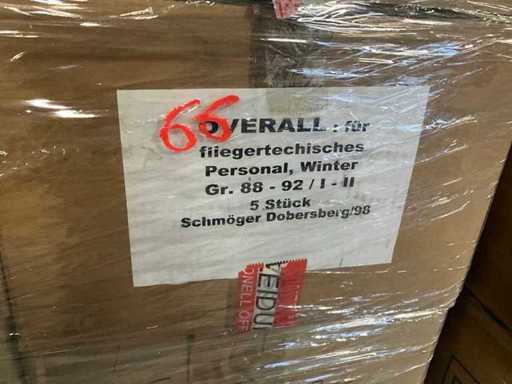 66
OVERALL : für
fliegertechisches
Personal, Winter
Gr. 88 - 92 / I - II
5 Stück
Schmöger Dobersberg/98